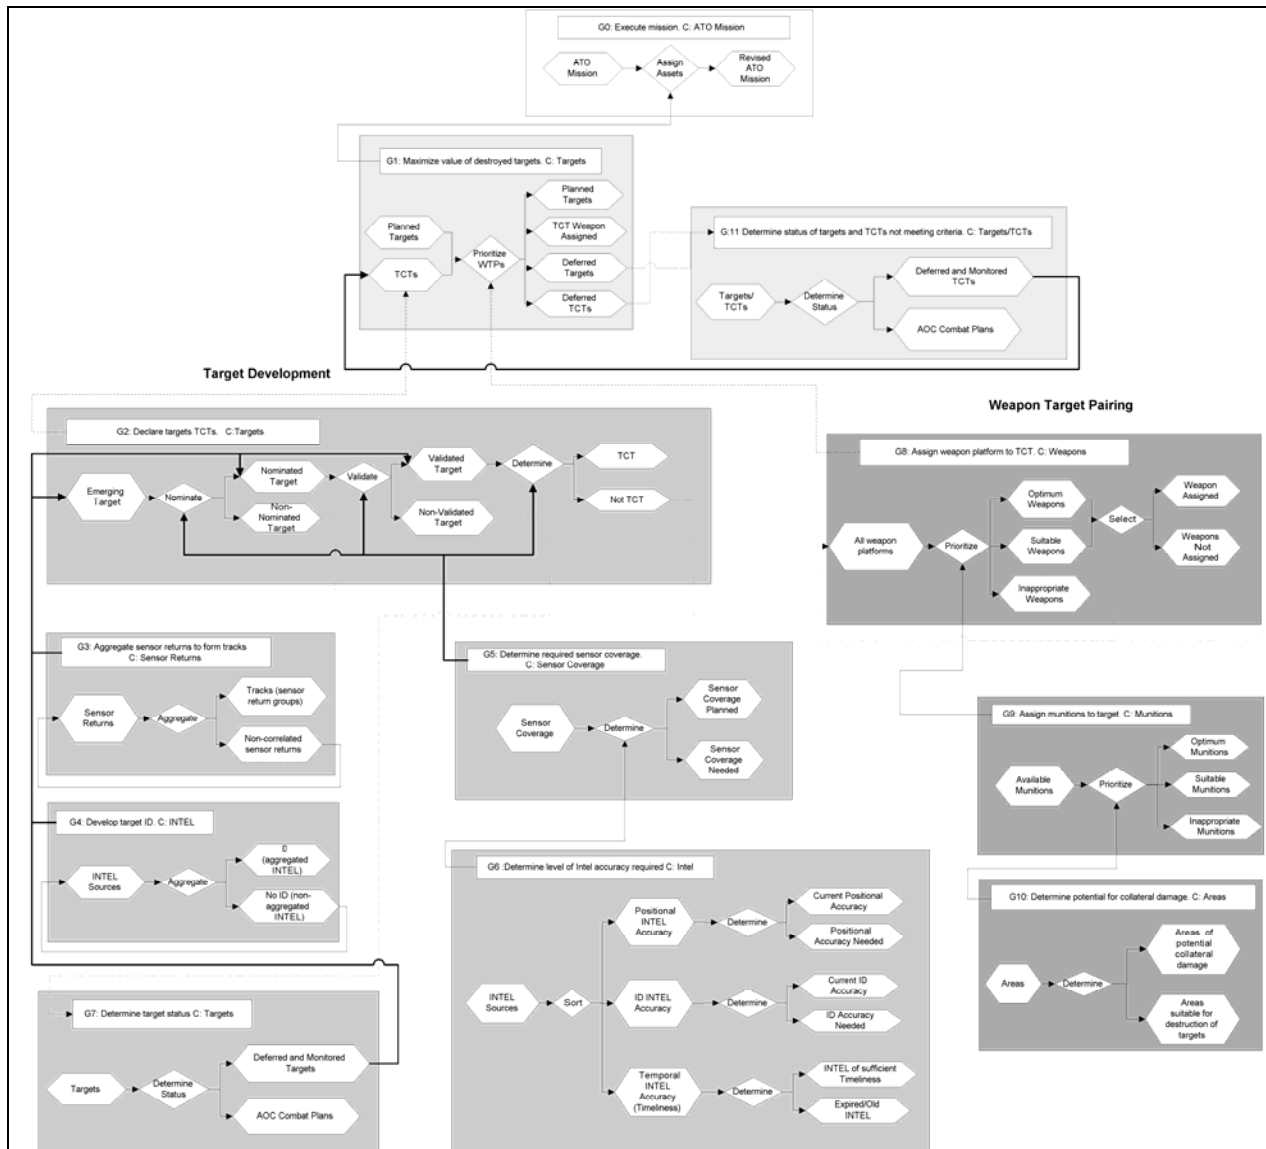 G0: Execute mission. C: ATO Mission
ATO
Mission
Assign
Assets
Revised
ATO
Mission
G1: Maximize value of destroyed targets. C: Targets
Planned
Targets
TCTs
Prioritize
WTPs
Planned
Targets
TCT Weapon
Assigned
Deferred
Targets
Deferred
TCTs
G:11 Determine status of targets and TCTs not meeting criteria. C: Targets/TCTs
Targets/
TCTs
Determine
Status
Deferred and Monitored
TCTs
AOC Combat Plans
Target Development
G2: Declare targets TCTs. C:Targets
Emerging
Target
Nominate
Nominated
Target
Non-
Nominated
Target
Validate
Validated
Target
Non-Validated
Target
Determine
TCT
Not TCT
Weapon Target Pairing
G8: Assign weapon platform to TCT. C: Weapons
All weapon
platforms
Prioritize
Optimum
Weapons
Suitable
Weapons
Inappropriate
Weapons
Select
Weapon
Assigned
Weapons
Not
Assigned
G3: Aggregate sensor returns to form tracks
C: Sensor Returns
Sensor
Returns
Aggregate
Tracks (sensor
return groups)
Non-correlated
sensor returns
G5: Determine required sensor coverage.
C: Sensor Coverage
Sensor
Coverage
Determine
Sensor
Coverage
Planned
Sensor
Coverage
Needed
G9: Assign munitions to target. C: Munitions
Available
Munitions
Prioritize
Optimum
Munitions
Suitable
Munitions
Inappropriate
Munitions
G4: Develop target ID. C: INTEL
INTEL
Sources
Aggregate
(aggregated
INTEL)
No ID (non-
aggregated
INTEL)
G6 :Determine level of Intel accuracy required C: Intel
INTEL
Sources
Sort
Positional
INTEL
Accuracy
Determine
Current Positional
Accuracy
Positional
Accuracy Needed
ID INTEL
Accuracy
Determine
Current ID
Accuracy
ID Accuracy
Needed
Temporal
INTEL
Accuracy
(Timeliness)
Determine
INTEL of sufficient
Timeliness
Expired/Old
INTEL
G10: Determine potential for collateral damage. C: Areas
Areas
Determine
Areas of
potential
collateral
damage
Areas
suitable for
destruction of
targets
G7: Determine target status C: Targets
Targets
Determine
Status
Deferred and Monitored
Targets
AOC Combat Plans